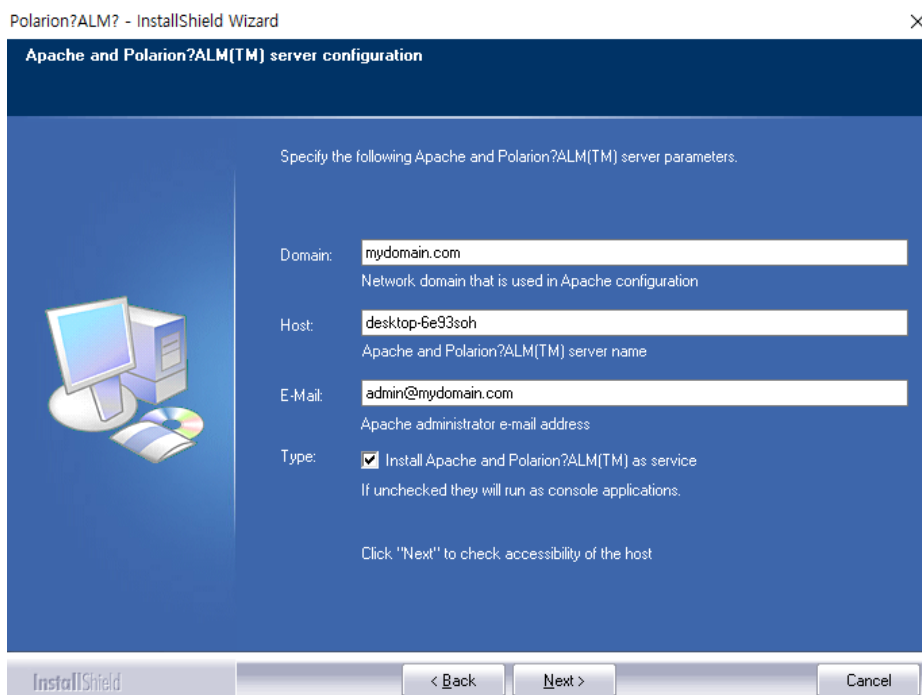 Polarion?ALM? - InstallShield Wizard
Apache and Polarion?ALM(TM) server configuration
Specify the following Apache and Polarion?ALM(TM) server parameters.
Domain: mydomain.com
Network domain that is used in Apache configuration
Host: desktop-6e93soh
Apache and Polarion?ALM(TM) server name
E-Mail: admin@mydomain.com
Apache administrator e-mail address
Type: Install Apache and Polarion?ALM(TM) as service
If unchecked they will run as console applications.
Click "Next" to check accessibility of the host
InstallShield
< Back Next > Cancel